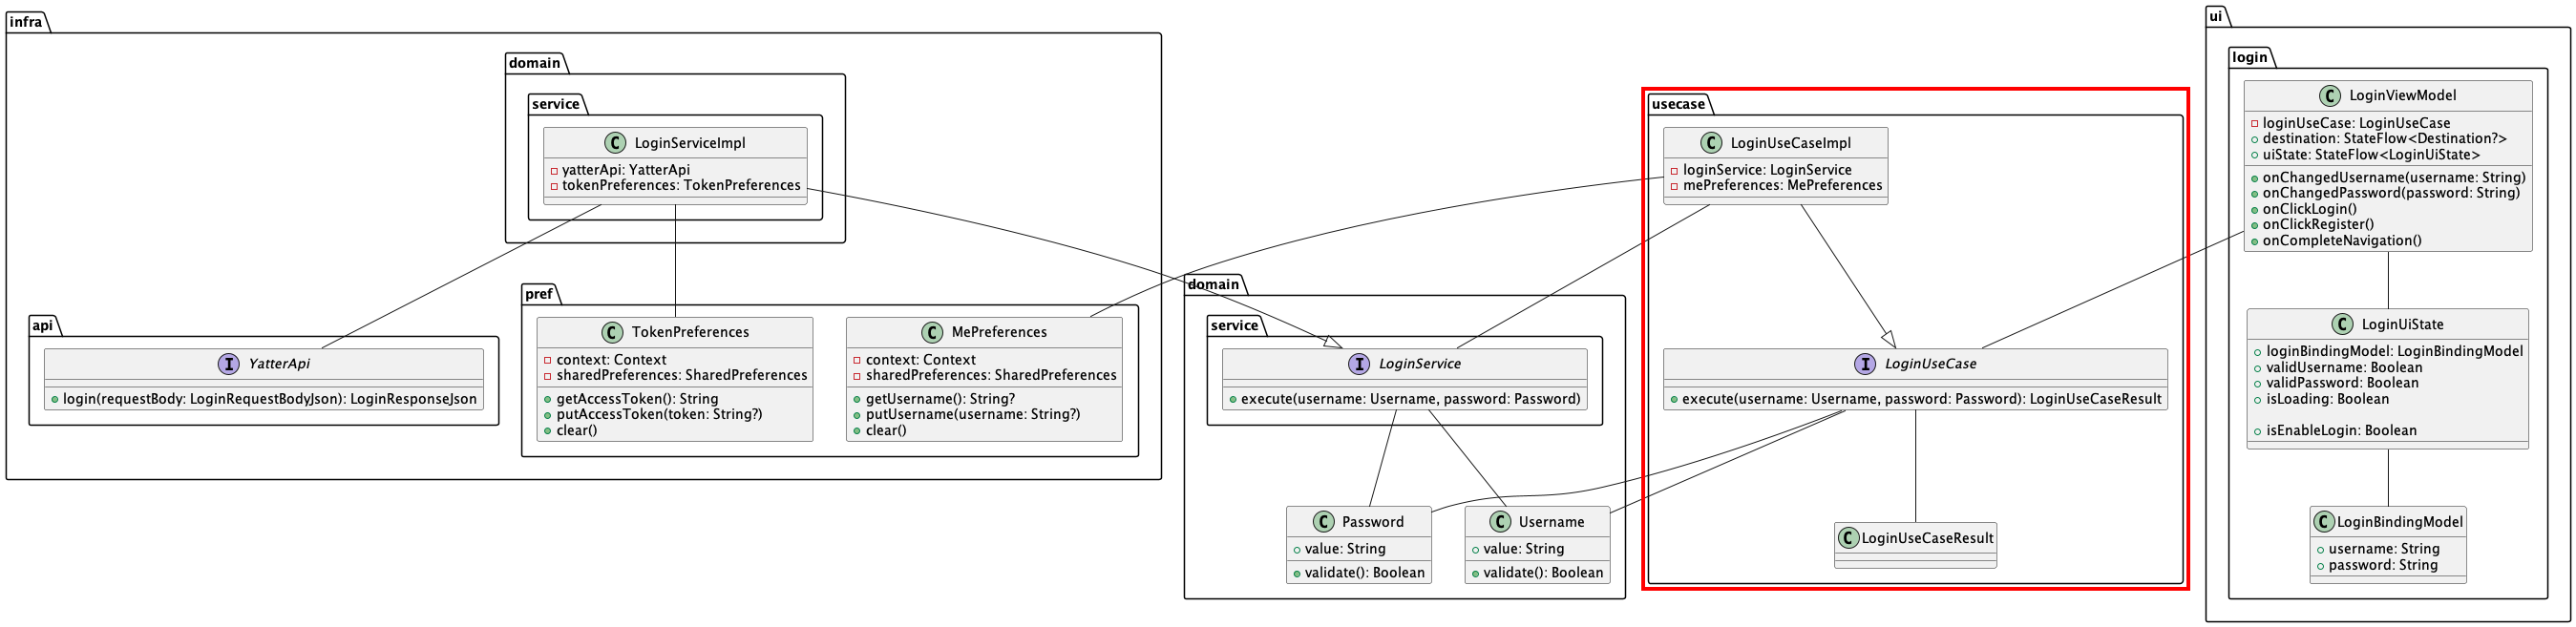 infra
domain
service
C LoginServiceImpl
yatterApi: YatterApi
tokenPreferences: TokenPreferences
api
I YatterApi
login(requestBody: LoginRequestBodyJson): LoginResponseJson
pref
C TokenPreferences
context: Context
sharedPreferences: SharedPreferences
getAccessToken(): String
putAccessToken(token: String?)
clear()
C MePreferences
context: Context
sharedPreferences: SharedPreferences
getUsername(): String?
putUsername(username: String?)
clear()
domain
service
I LoginService
execute(username: Username, password: Password)
C Password
value: String
validate(): Boolean
C Username
value: String
validate(): Boolean
usecase
C LoginUseCaseImpl
loginService: LoginService
mePreferences: MePreferences
I LoginUseCase
execute(username: Username, password: Password): LoginUseCaseResult
C LoginUseCaseResult
ui
login
C LoginViewModel
loginUseCase: LoginUseCase
destination: StateFlow<Destination?>
uiState: StateFlow<LoginUiState>
onChangedUsername(username: String)
onChangedPassword(password: String)
onClickLogin()
onClickRegister()
onCompleteNavigation()
C LoginUiState
loginBindingModel: LoginBindingModel
validUsername: Boolean
validPassword: Boolean
isLoading: Boolean
isEnableLogin: Boolean
C LoginBindingModel
username: String
password: String